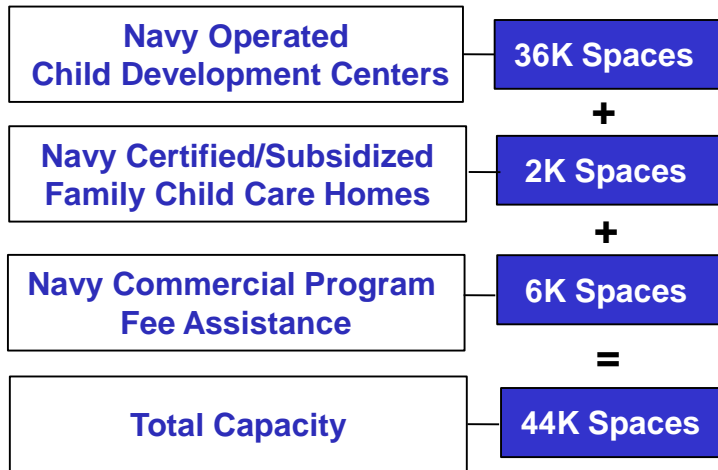 Navy Operated
Child Development Centers
36K Spaces
+
Navy Certified/Subsidized
Family Child Care Homes
2K Spaces
+
Navy Commercial Program
Fee Assistance
6K Spaces
=
Total Capacity
44K Spaces